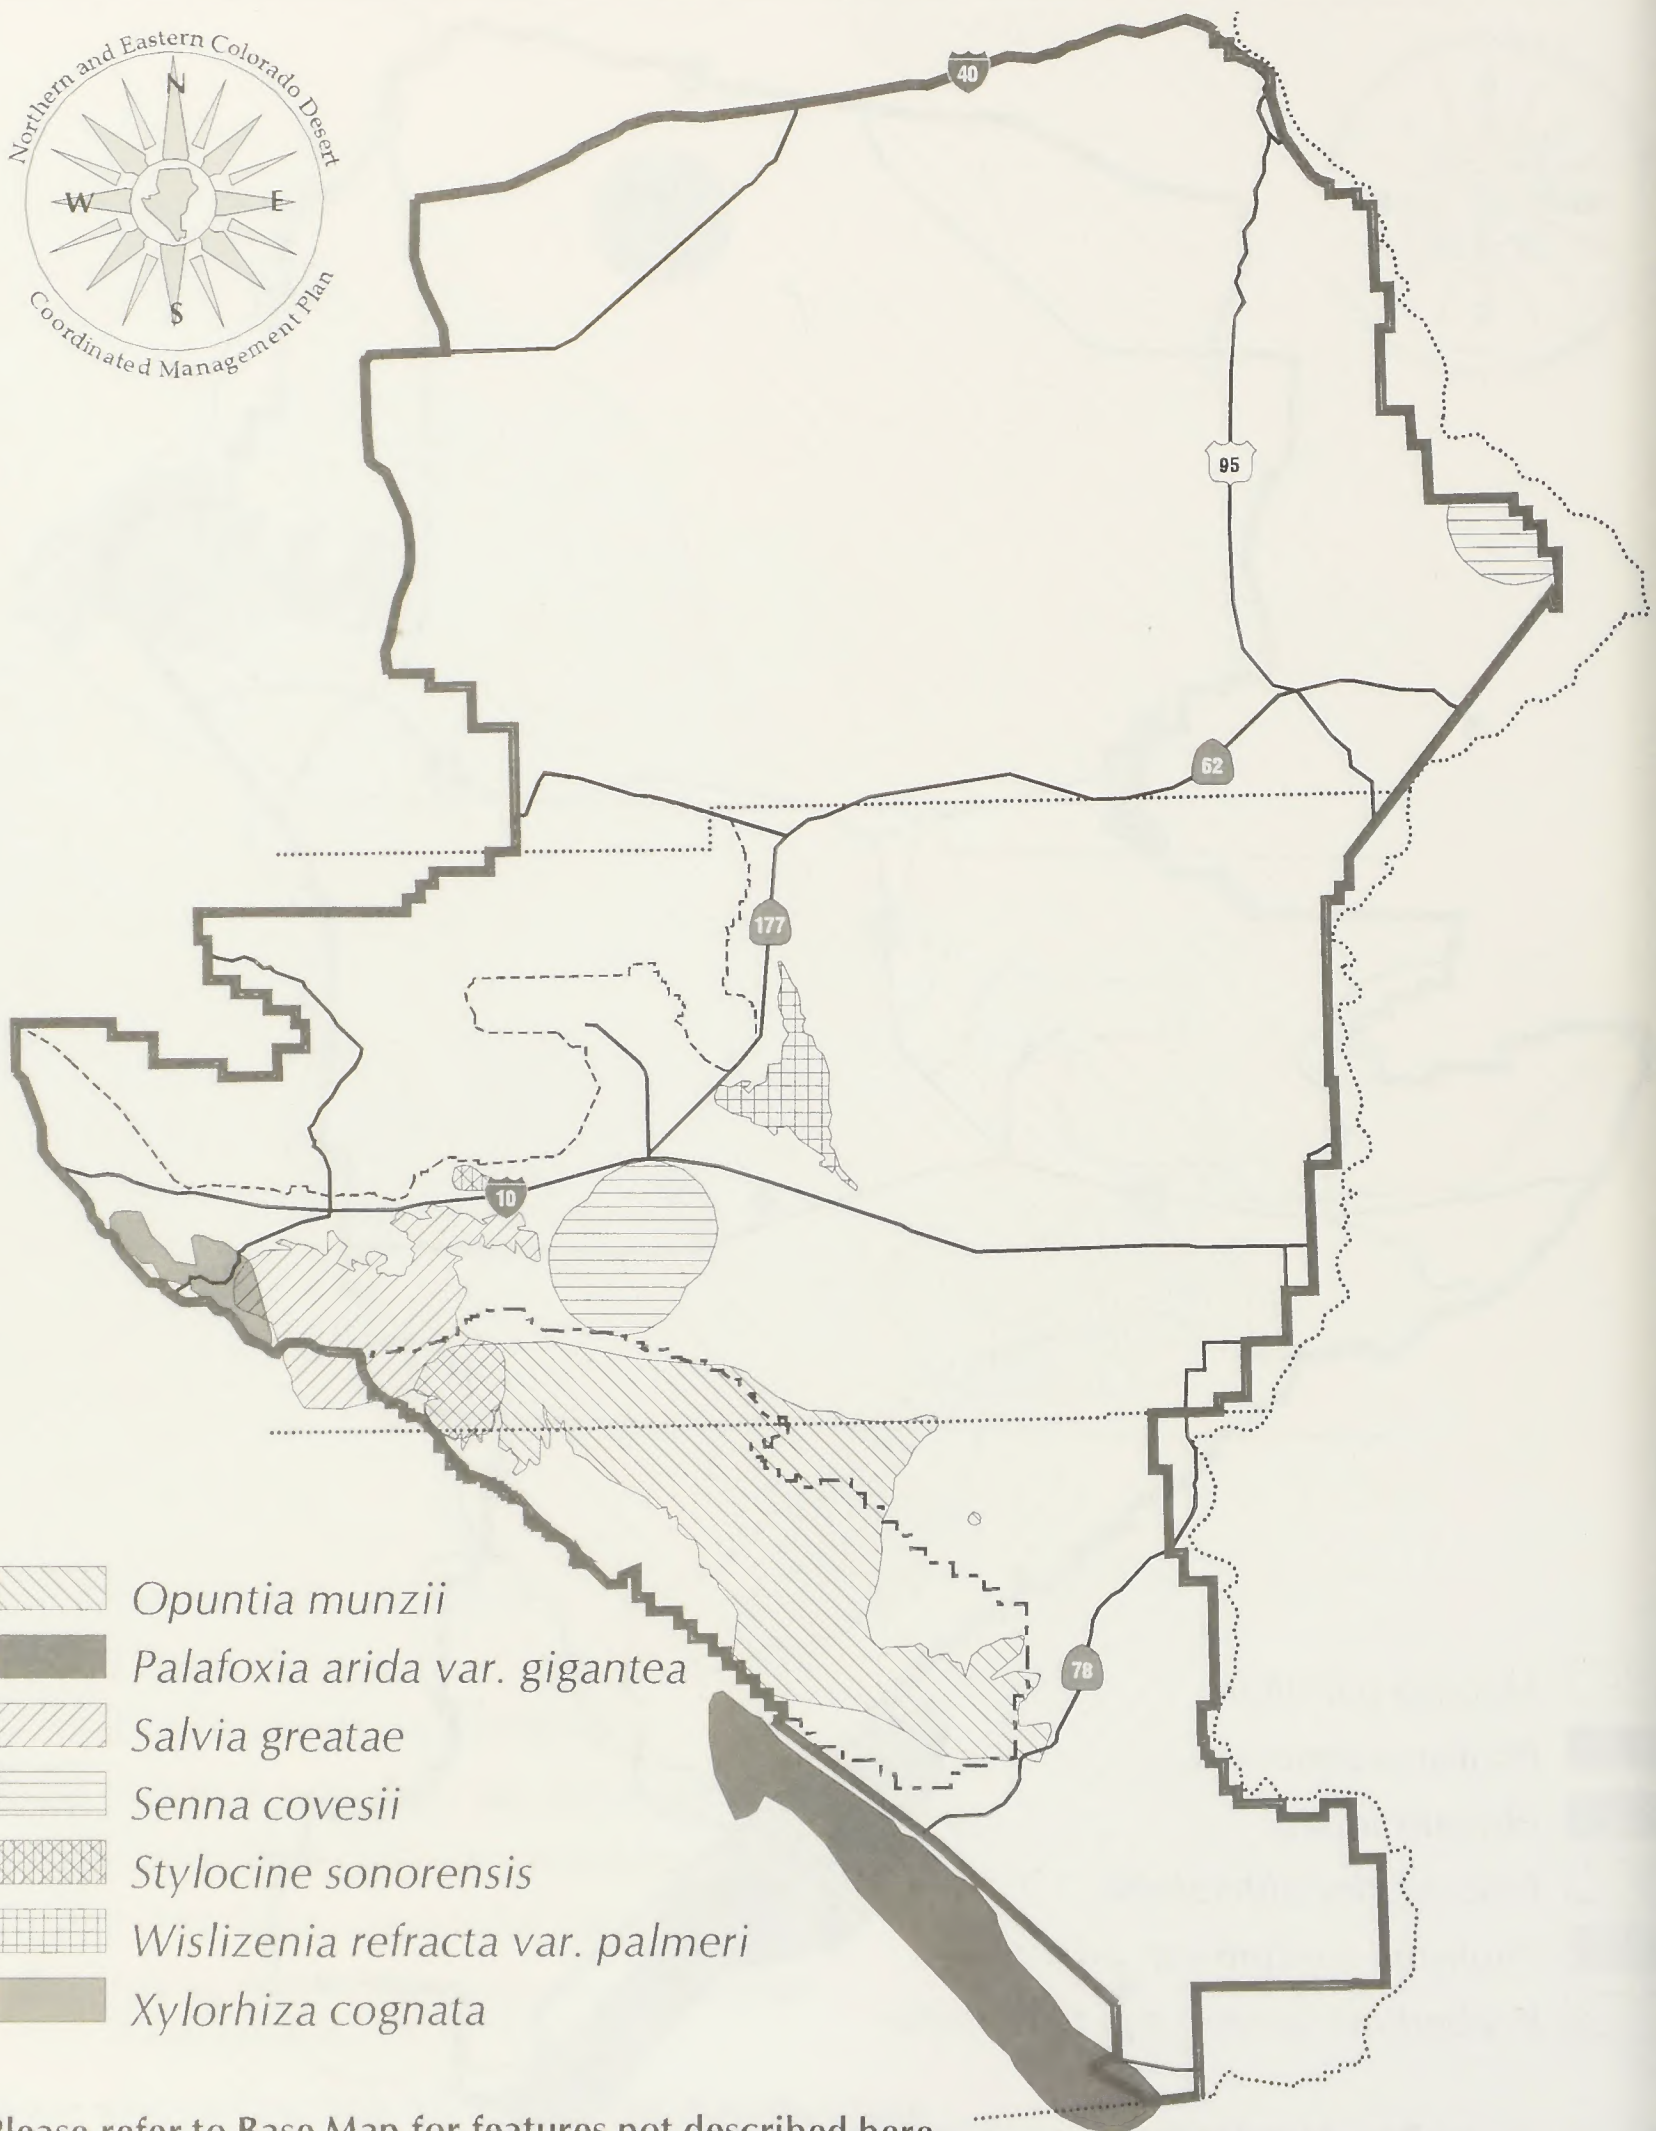 Northern and Eastern Colorado Desert
N
W
E
S
Coordinated Management Plan
40
95
62
177
10
78
Opuntia munzii
Palafoxia arida var. gigantea
Salvia greatae
Senna covesii
Stylocine sonorensis
Wislizenia refracta var. palmeri
Xylorhiza cognata
Please refer to Base Map for features not described here